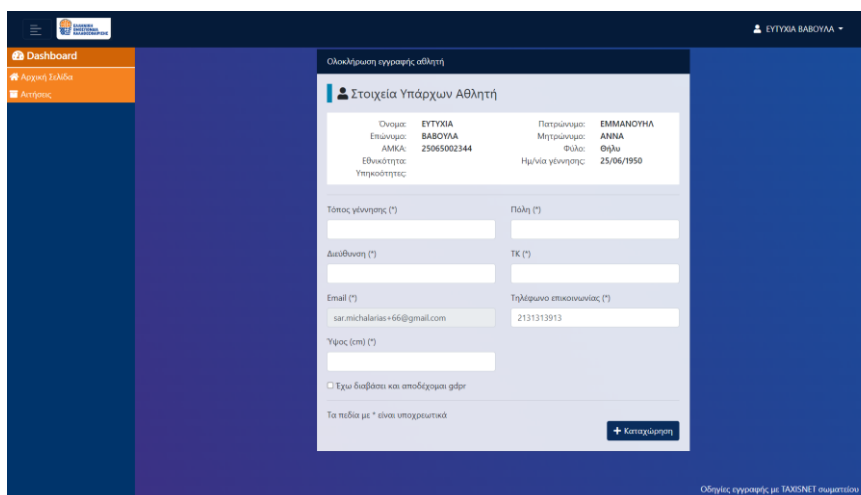 ΕΛΛΗΝΙΚΗ
ΟΜΟΣΠΟΝΔΙΑ
ΚΑΛΑΘΟΣΦΑΙΡΙΣΗΣ
ΕΥΤΥΧΙΑ ΒΑΒΟΥΛΑ
Dashboard
Αρχική Σελίδα
Αιτήσεις
Ολοκλήρωση εγγραφής αθλητή
Στοιχεία Υπάρχων Αθλητή
Όνομα: ΕΥΤΥΧΙΑ Πατρώνυμο: ΕΜΜΑΝΟΥΗΛ
Επώνυμο: ΒΑΒΟΥΛΑ Μητρώνυμο: ΑΝΝΑ
ΑΜΚΑ: 25065002344 Φύλο: Θήλυ
Εθνικότητα: Ημ/νία γέννησης: 25/06/1950
Υπηκοότητες:
Τόπος γέννησης (*) Πόλη (*)
Διεύθυνση (*) ΤΚ (*)
Email (*) Τηλέφωνο επικοινωνίας (*)
sar.michalarias+66@gmail.com 2131313913
Ύψος (cm) (*)
Έχω διαβάσει και αποδέχομαι gdpr
Τα πεδία με * είναι υποχρεωτικά
Καταχώρηση
Οδηγίες εγγραφής με TAXISNET σωματείου